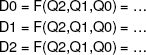 D0 = F(Q2,Q1,Q0) = ...
D1 = F(Q2,Q1,Q0) = ...
D2 = F(Q2,Q1,Q0) = ...